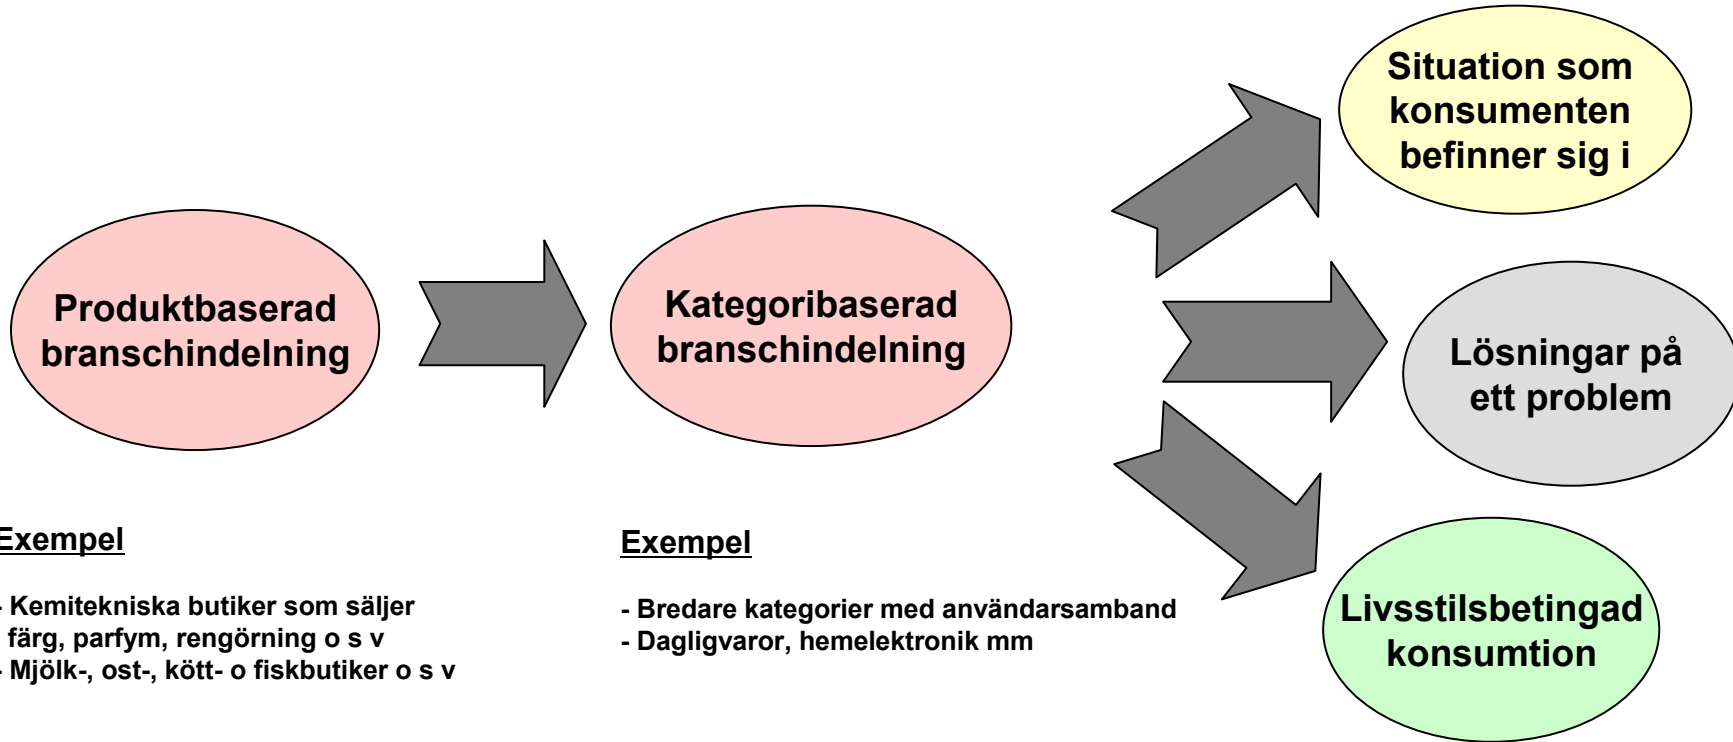 Situation som
konsumenten
befinner sig i
Produktbaserad
branschindelning
Kategoribaserad
branschindelning
Lösningar på
ett problem
Livsstilsbetingad
konsumtion
Exempel
- Kemitekniska butiker som säljer
färg, parfym, rengörning o s v
- Mjölk-, ost-, kött- o fiskbutiker o s v
Exempel
- Bredare kategorier med användarsamband
- Dagligvaror, hemelektronik mm